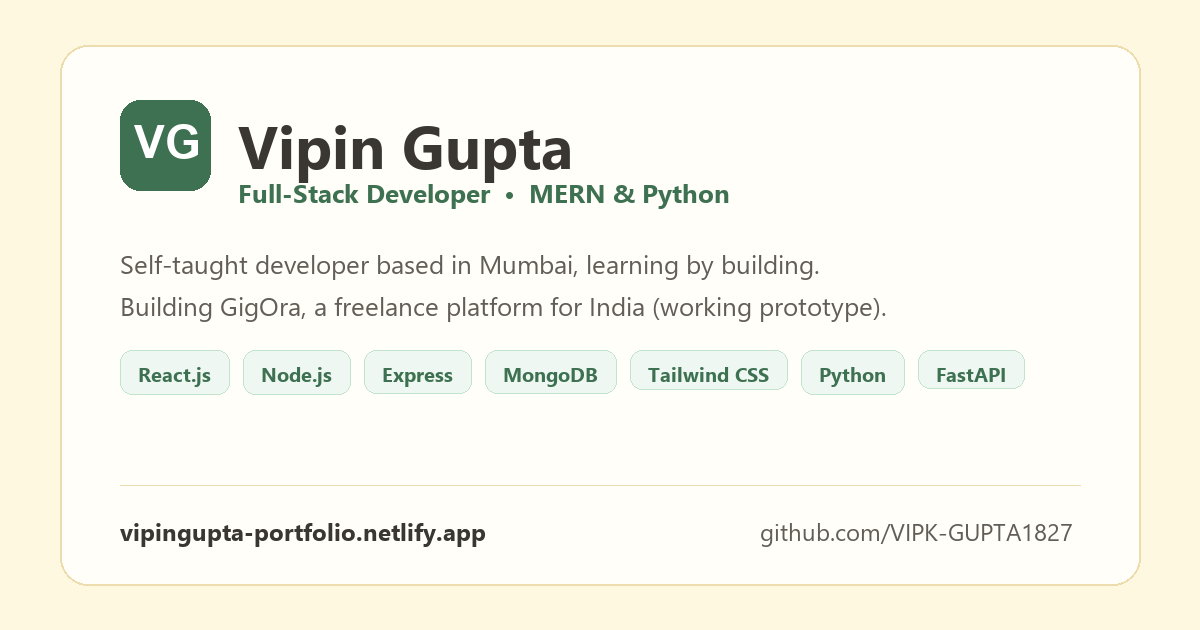 VG
Vipin Gupta
Full-Stack Developer • MERN & Python
Self-taught developer based in Mumbai, learning by building.
Building GigOra, a freelance platform for India (working prototype).
React.js Node.js Express MongoDB Tailwind CSS Python FastAPI
vipingupta-portfolio.netlify.app github.com/VIPK-GUPTA1827